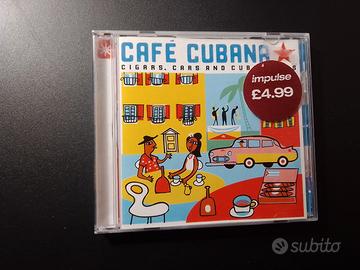 CAFÉ CUBANA
CIGARS, CARS AND CUB
impulse
£4.99
subito